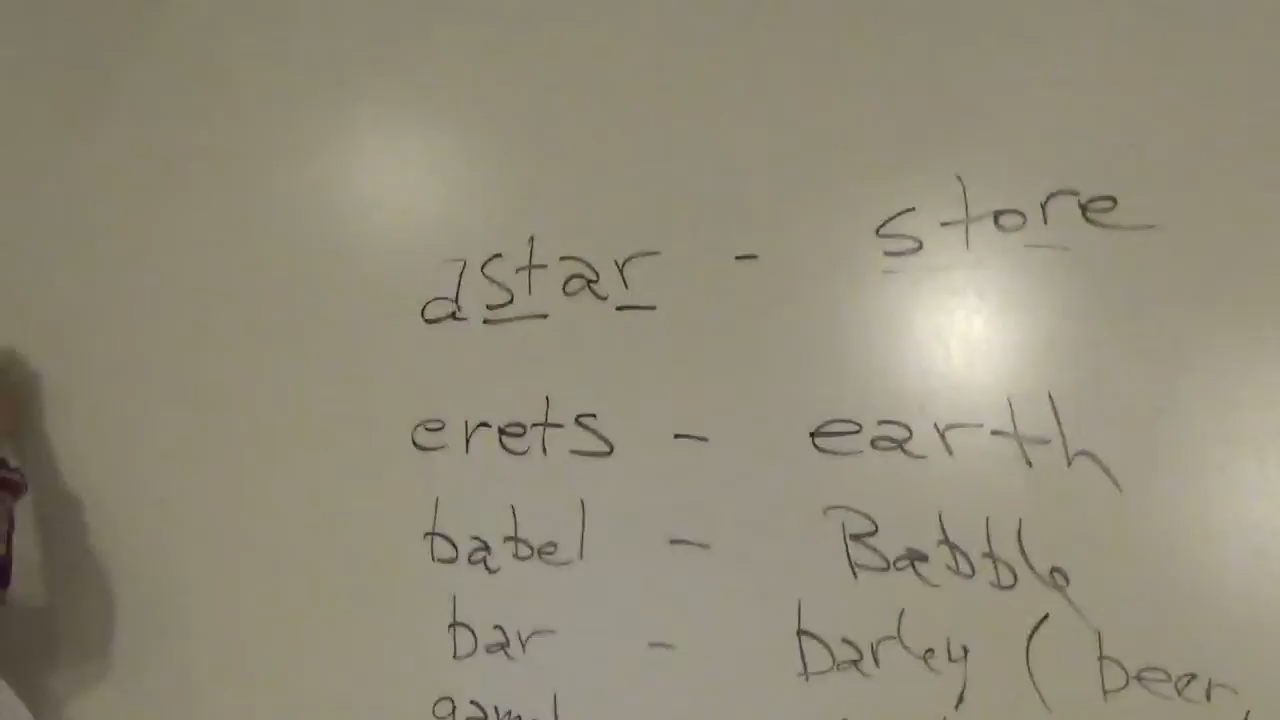 astar - store
erets - earth
babel - Babble
bar - barley (beer,